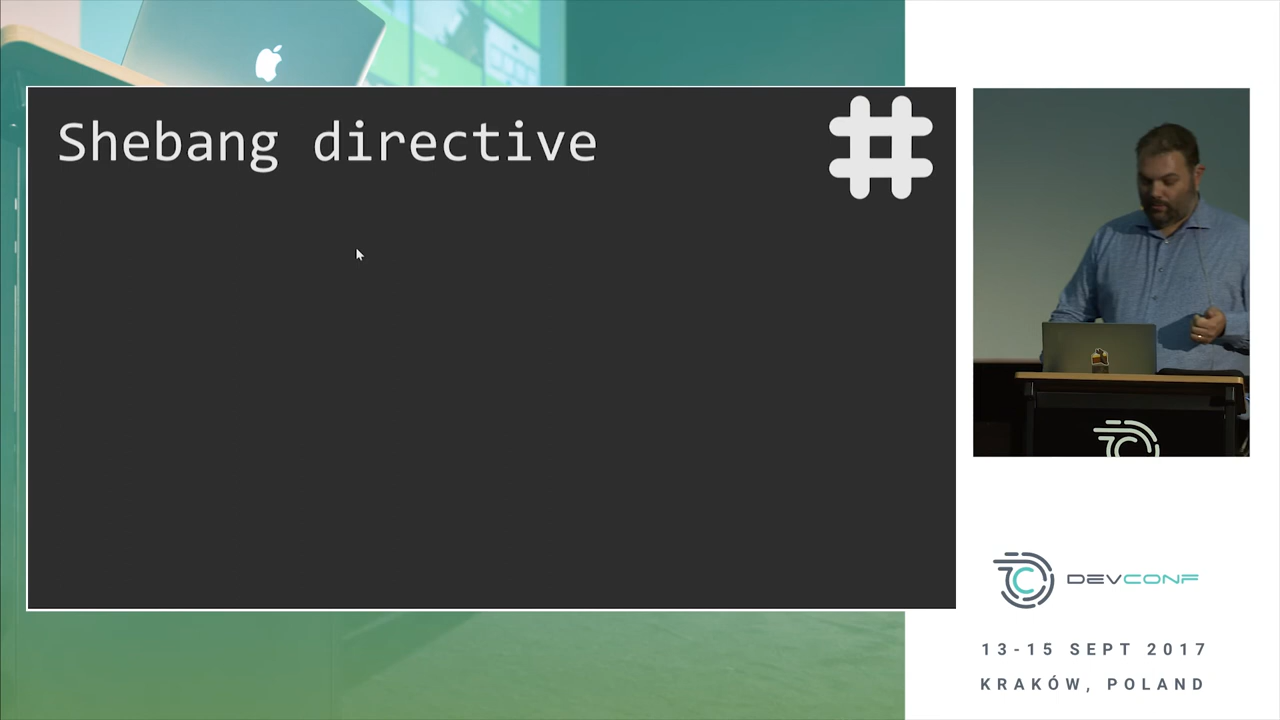 Shebang directive
#
DEVCONF
13-15 SEPT 2017
KRAKÓW, POLAND